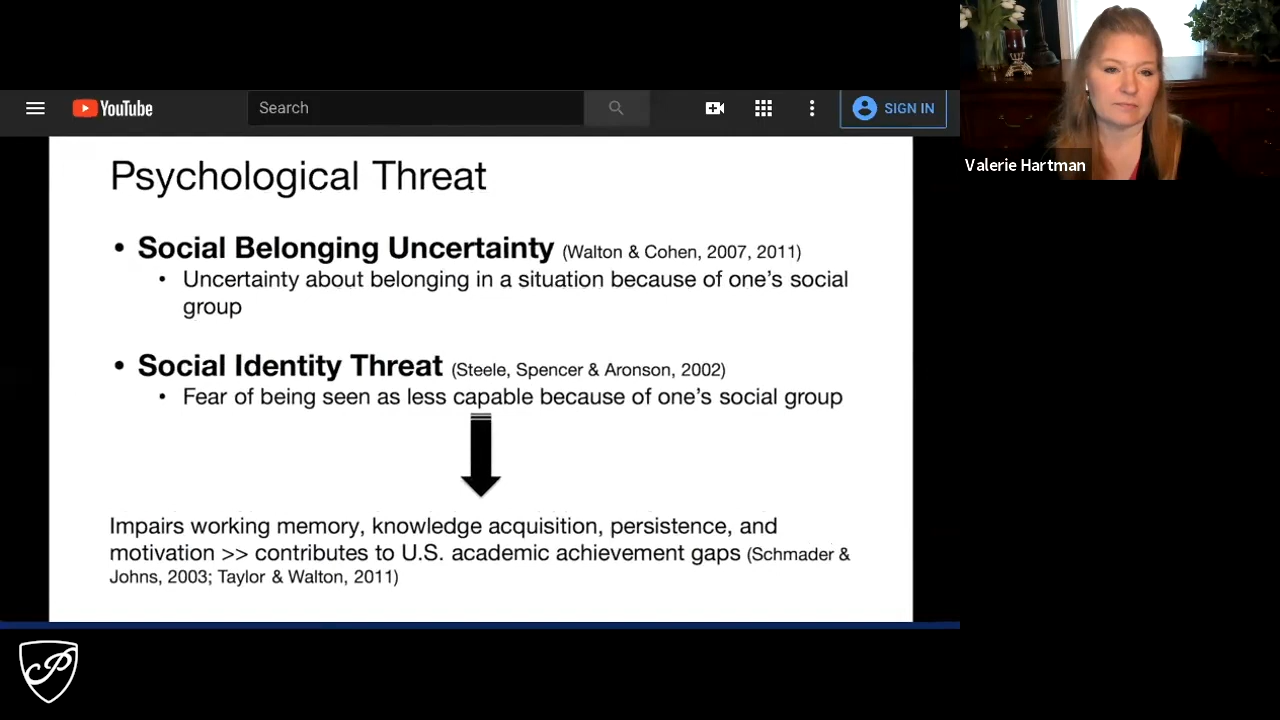 YouTube
Search
SIGN IN
Valerie Hartman
Psychological Threat
• Social Belonging Uncertainty (Walton & Cohen, 2007, 2011)
• Uncertainty about belonging in a situation because of one's social
group
• Social Identity Threat (Steele, Spencer & Aronson, 2002)
• Fear of being seen as less capable because of one's social group
Impairs working memory, knowledge acquisition, persistence, and
motivation >> contributes to U.S. academic achievement gaps (Schmader &
Johns, 2003; Taylor & Walton, 2011)